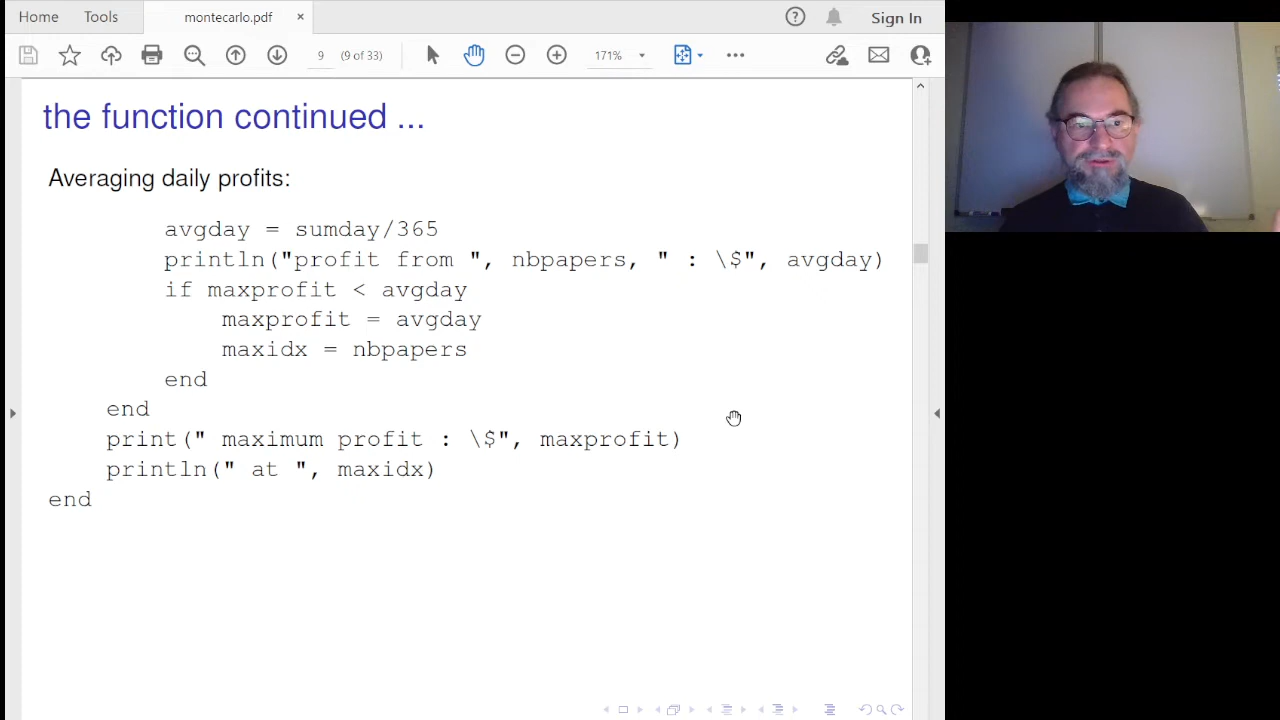 Home Tools montecarlo.pdf × ? Sign In
9 (9 of 33) 171%
the function continued ...
Averaging daily profits:
avgday = sumday/365
println("profit from ", nbpapers, " : \$", avgday)
if maxprofit < avgday
maxprofit = avgday
maxidx = nbpapers
end
end
print(" maximum profit : \$", maxprofit)
println(" at ", maxidx)
end